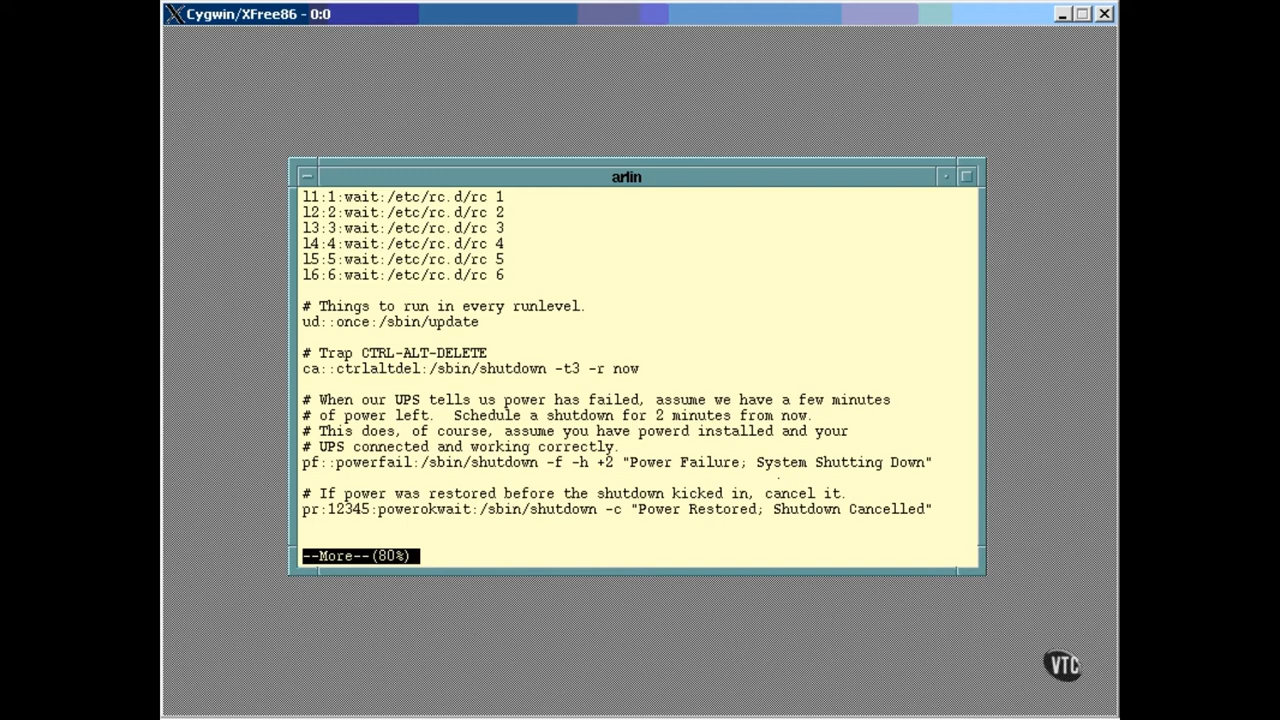 Cygwin/XFree86 - 0:0
arlin
l1:1:wait:/etc/rc.d/rc 1
l2:2:wait:/etc/rc.d/rc 2
l3:3:wait:/etc/rc.d/rc 3
l4:4:wait:/etc/rc.d/rc 4
l5:5:wait:/etc/rc.d/rc 5
l6:6:wait:/etc/rc.d/rc 6
# Things to run in every runlevel.
ud::once:/sbin/update
# Trap CTRL-ALT-DELETE
ca::ctrlaltdel:/sbin/shutdown -t3 -r now
# When our UPS tells us power has failed, assume we have a few minutes
# of power left.  Schedule a shutdown for 2 minutes from now.
# This does, of course, assume you have powerd installed and your
# UPS connected and working correctly.
pf::powerfail:/sbin/shutdown -f -h +2 "Power Failure; System Shutting Down"
# If power was restored before the shutdown kicked in, cancel it.
pr:12345:powerokwait:/sbin/shutdown -c "Power Restored; Shutdown Cancelled"
--More--(80%)
VTC